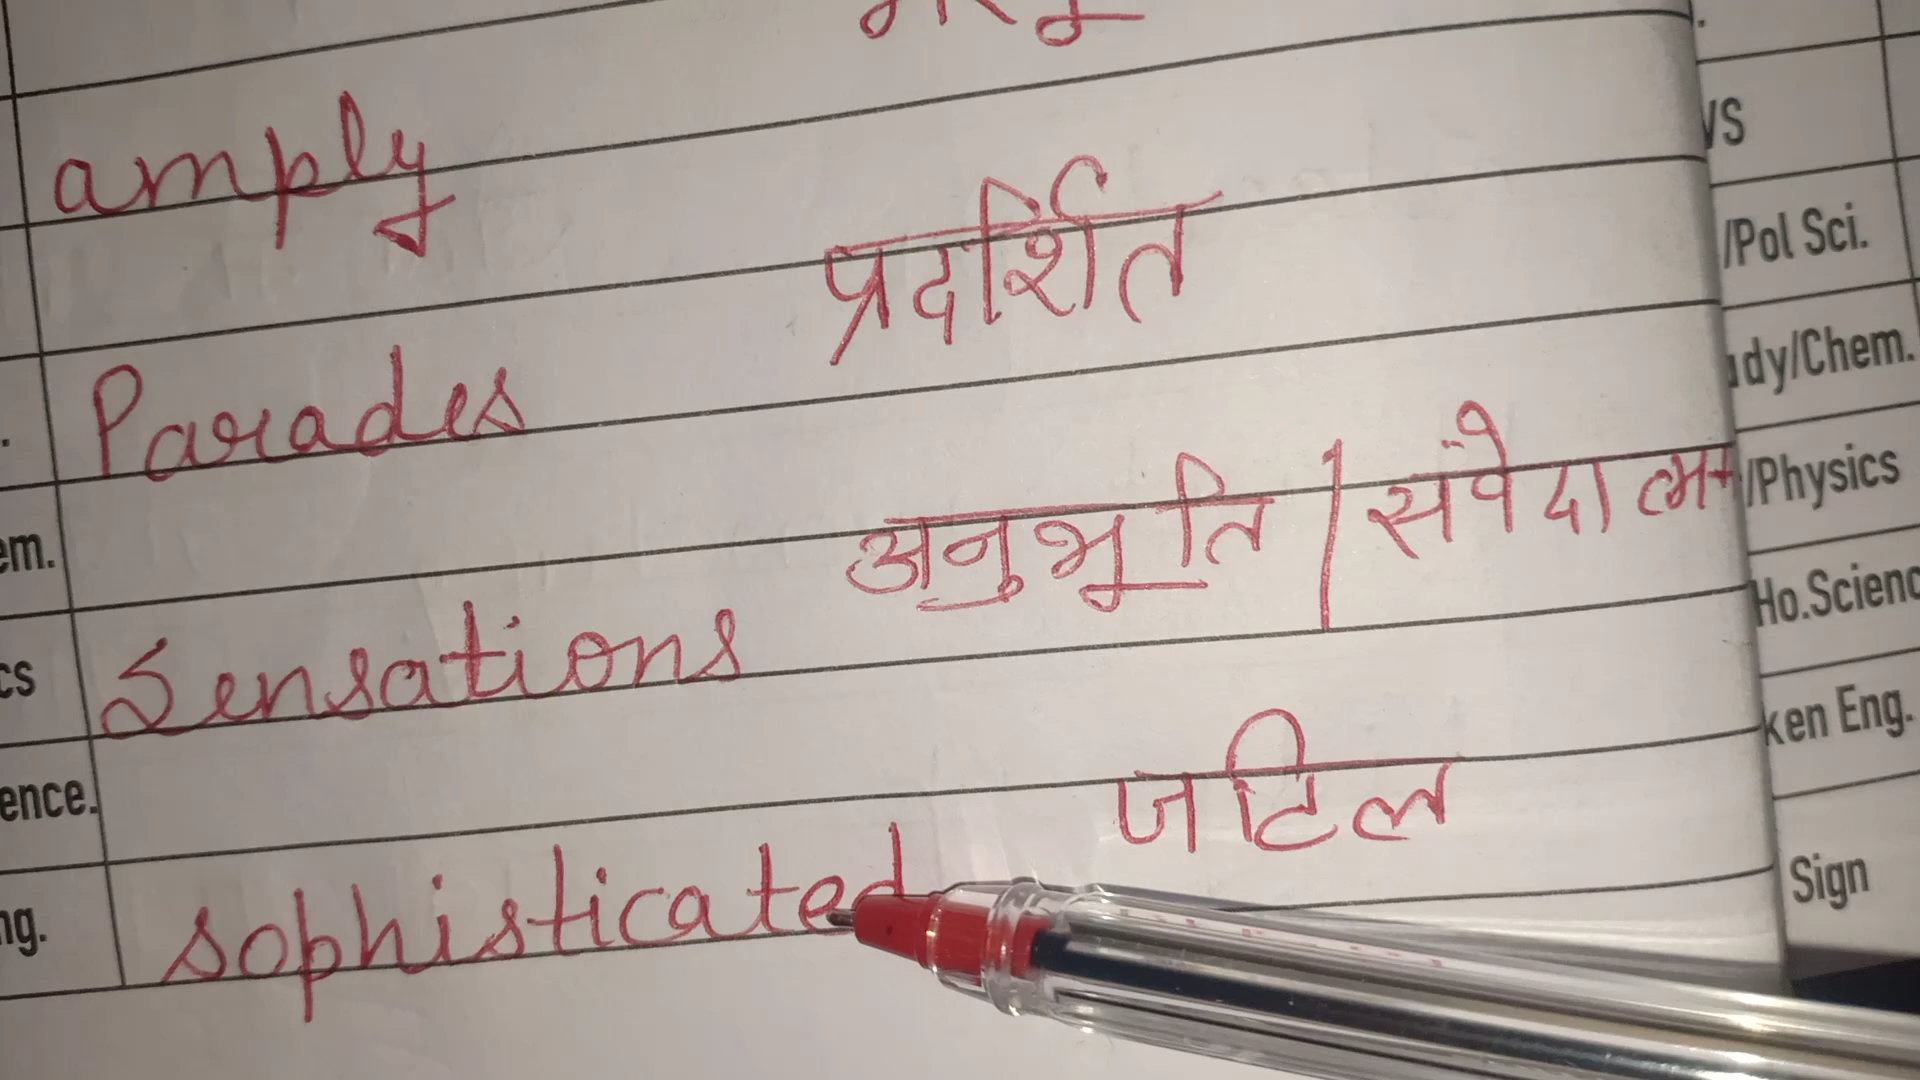 amply
VS
Parades प्रदर्शित /Pol Sci.
dy/Chem.
em. Sensations अनुभूति | संवेदात्म /Physics
cs Ho.Scienc
ence. ken Eng.
ng. sophisticated जटिल Sign